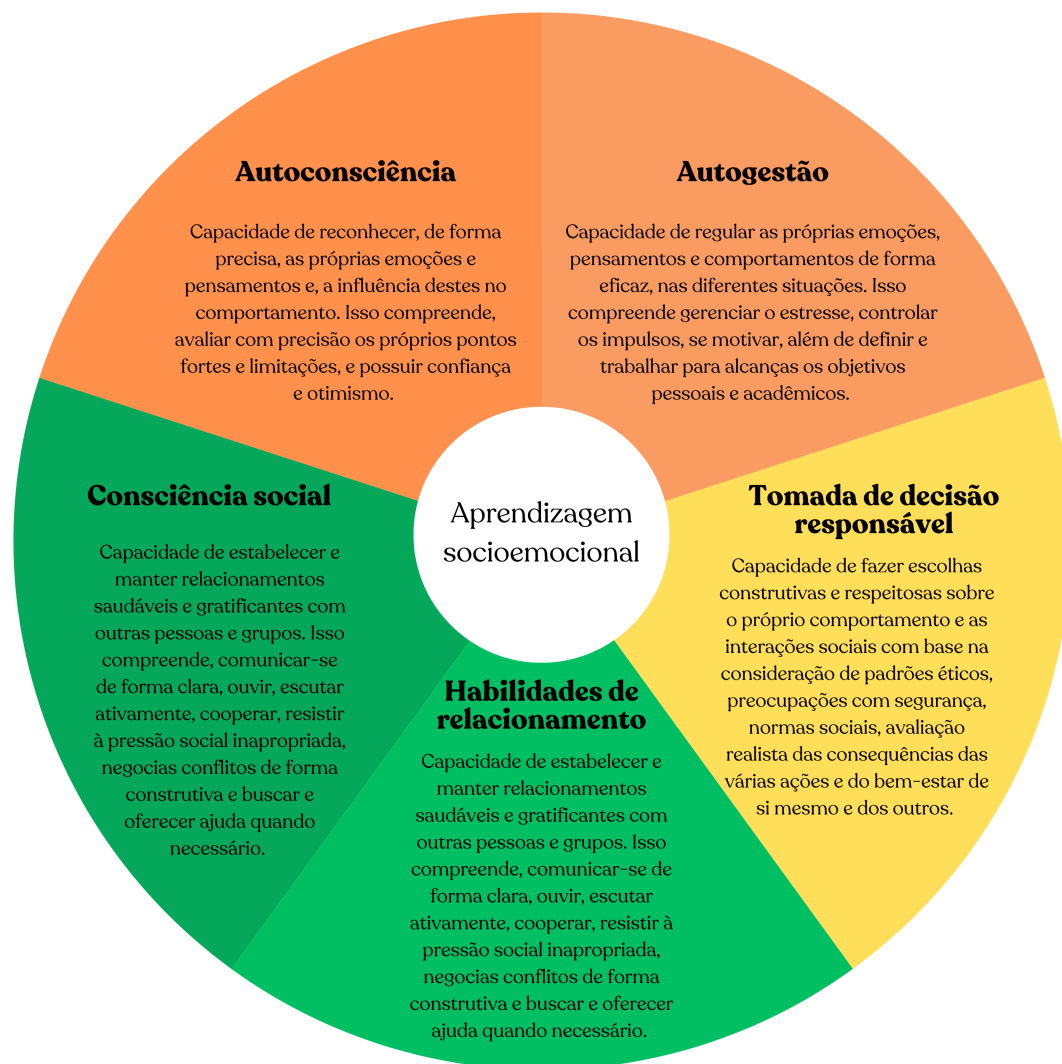 Autoconsciência
Capacidade de reconhecer, de forma
precisa, as próprias emoções e
pensamentos e, a influência destes no
comportamento. Isso compreende,
avaliar com precisão os próprios pontos
fortes e limitações, e possuir confiança
e otimismo.
Autogestão
Capacidade de regular as próprias emoções,
pensamentos e comportamentos de forma
eficaz, nas diferentes situações. Isso
compreende gerenciar o estresse, controlar
os impulsos, se motivar, além de definir e
trabalhar para alcanças os objetivos
pessoais e acadêmicos.
Consciência social
Capacidade de estabelecer e
manter relacionamentos
saudáveis e gratificantes com
outras pessoas e grupos. Isso
compreende, comunicar-se
de forma clara, ouvir, escutar
ativamente, cooperar, resistir
à pressão social inapropriada,
negocias conflitos de forma
construtiva e buscar e
oferecer ajuda quando
necessário.
Aprendizagem
socioemocional
Tomada de decisão
responsável
Capacidade de fazer escolhas
construtivas e respeitosas sobre
o próprio comportamento e as
interações sociais com base na
consideração de padrões éticos,
preocupações com segurança,
normas sociais, avaliação
realista das consequências das
várias ações e do bem-estar de
si mesmo e dos outros.
Habilidades de
relacionamento
Capacidade de estabelecer e
manter relacionamentos
saudáveis e gratificantes com
outras pessoas e grupos. Isso
compreende, comunicar-se de
forma clara, ouvir, escutar
ativamente, cooperar, resistir à
pressão social inapropriada,
negocias conflitos de forma
construtiva e buscar e oferecer
ajuda quando necessário.